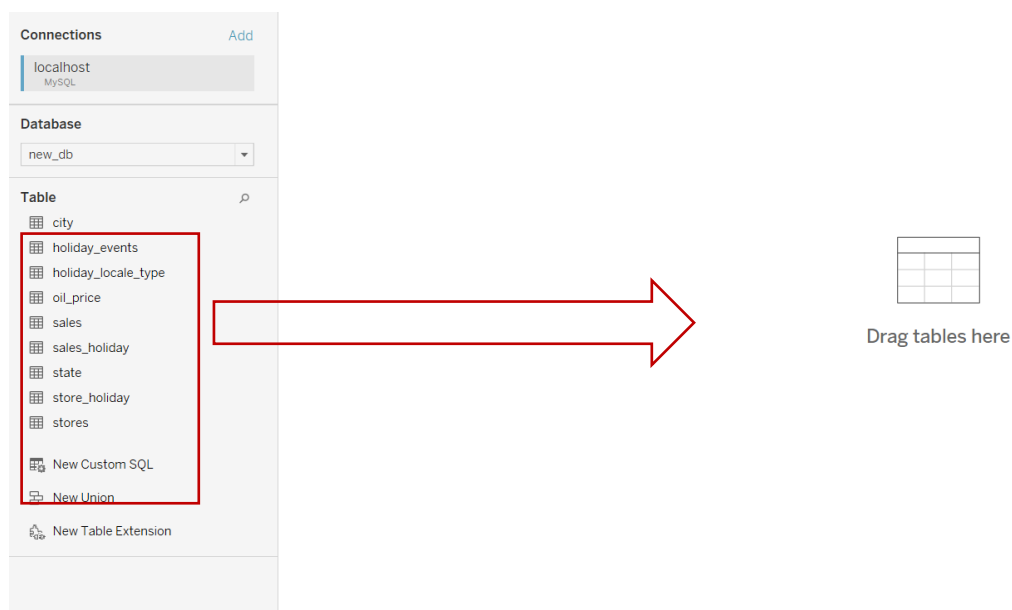 Connections Add
localhost
MySQL
Database
new_db
Table
city
holiday_events
holiday_locale_type
oil_price
sales
sales_holiday
state
store_holiday
stores
New Custom SQL
New Union
New Table Extension
Drag tables here